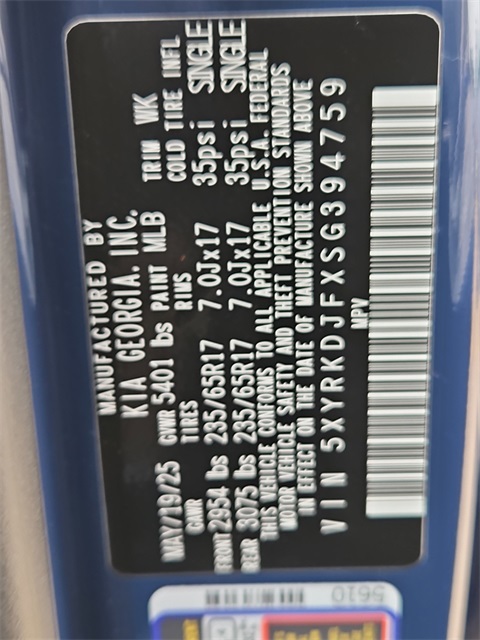 MANUFACTURED BY
KIA GEORGIA. INC.
MAY/19/25 GVWR 5401 lbs PAINT MLB TRIM WK
GAWR TIRES RIMS COLD TIRE INFL
FRONT 2954 lbs 235/65R17 7.0Jx17 35psi SINGLE
REAR 3075 lbs 235/65R17 7.0Jx17 35psi SINGLE
THIS VEHICLE CONFORMS TO ALL APPLICABLE U.S.A. FEDERAL
MOTOR VEHICLE SAFETY AND THEFT PREVENTION STANDARDS
IN EFFECT ON THE DATE OF MANUFACTURE SHOWN ABOVE
VIN 5XYRKDJFXSG394759
MPV
5610